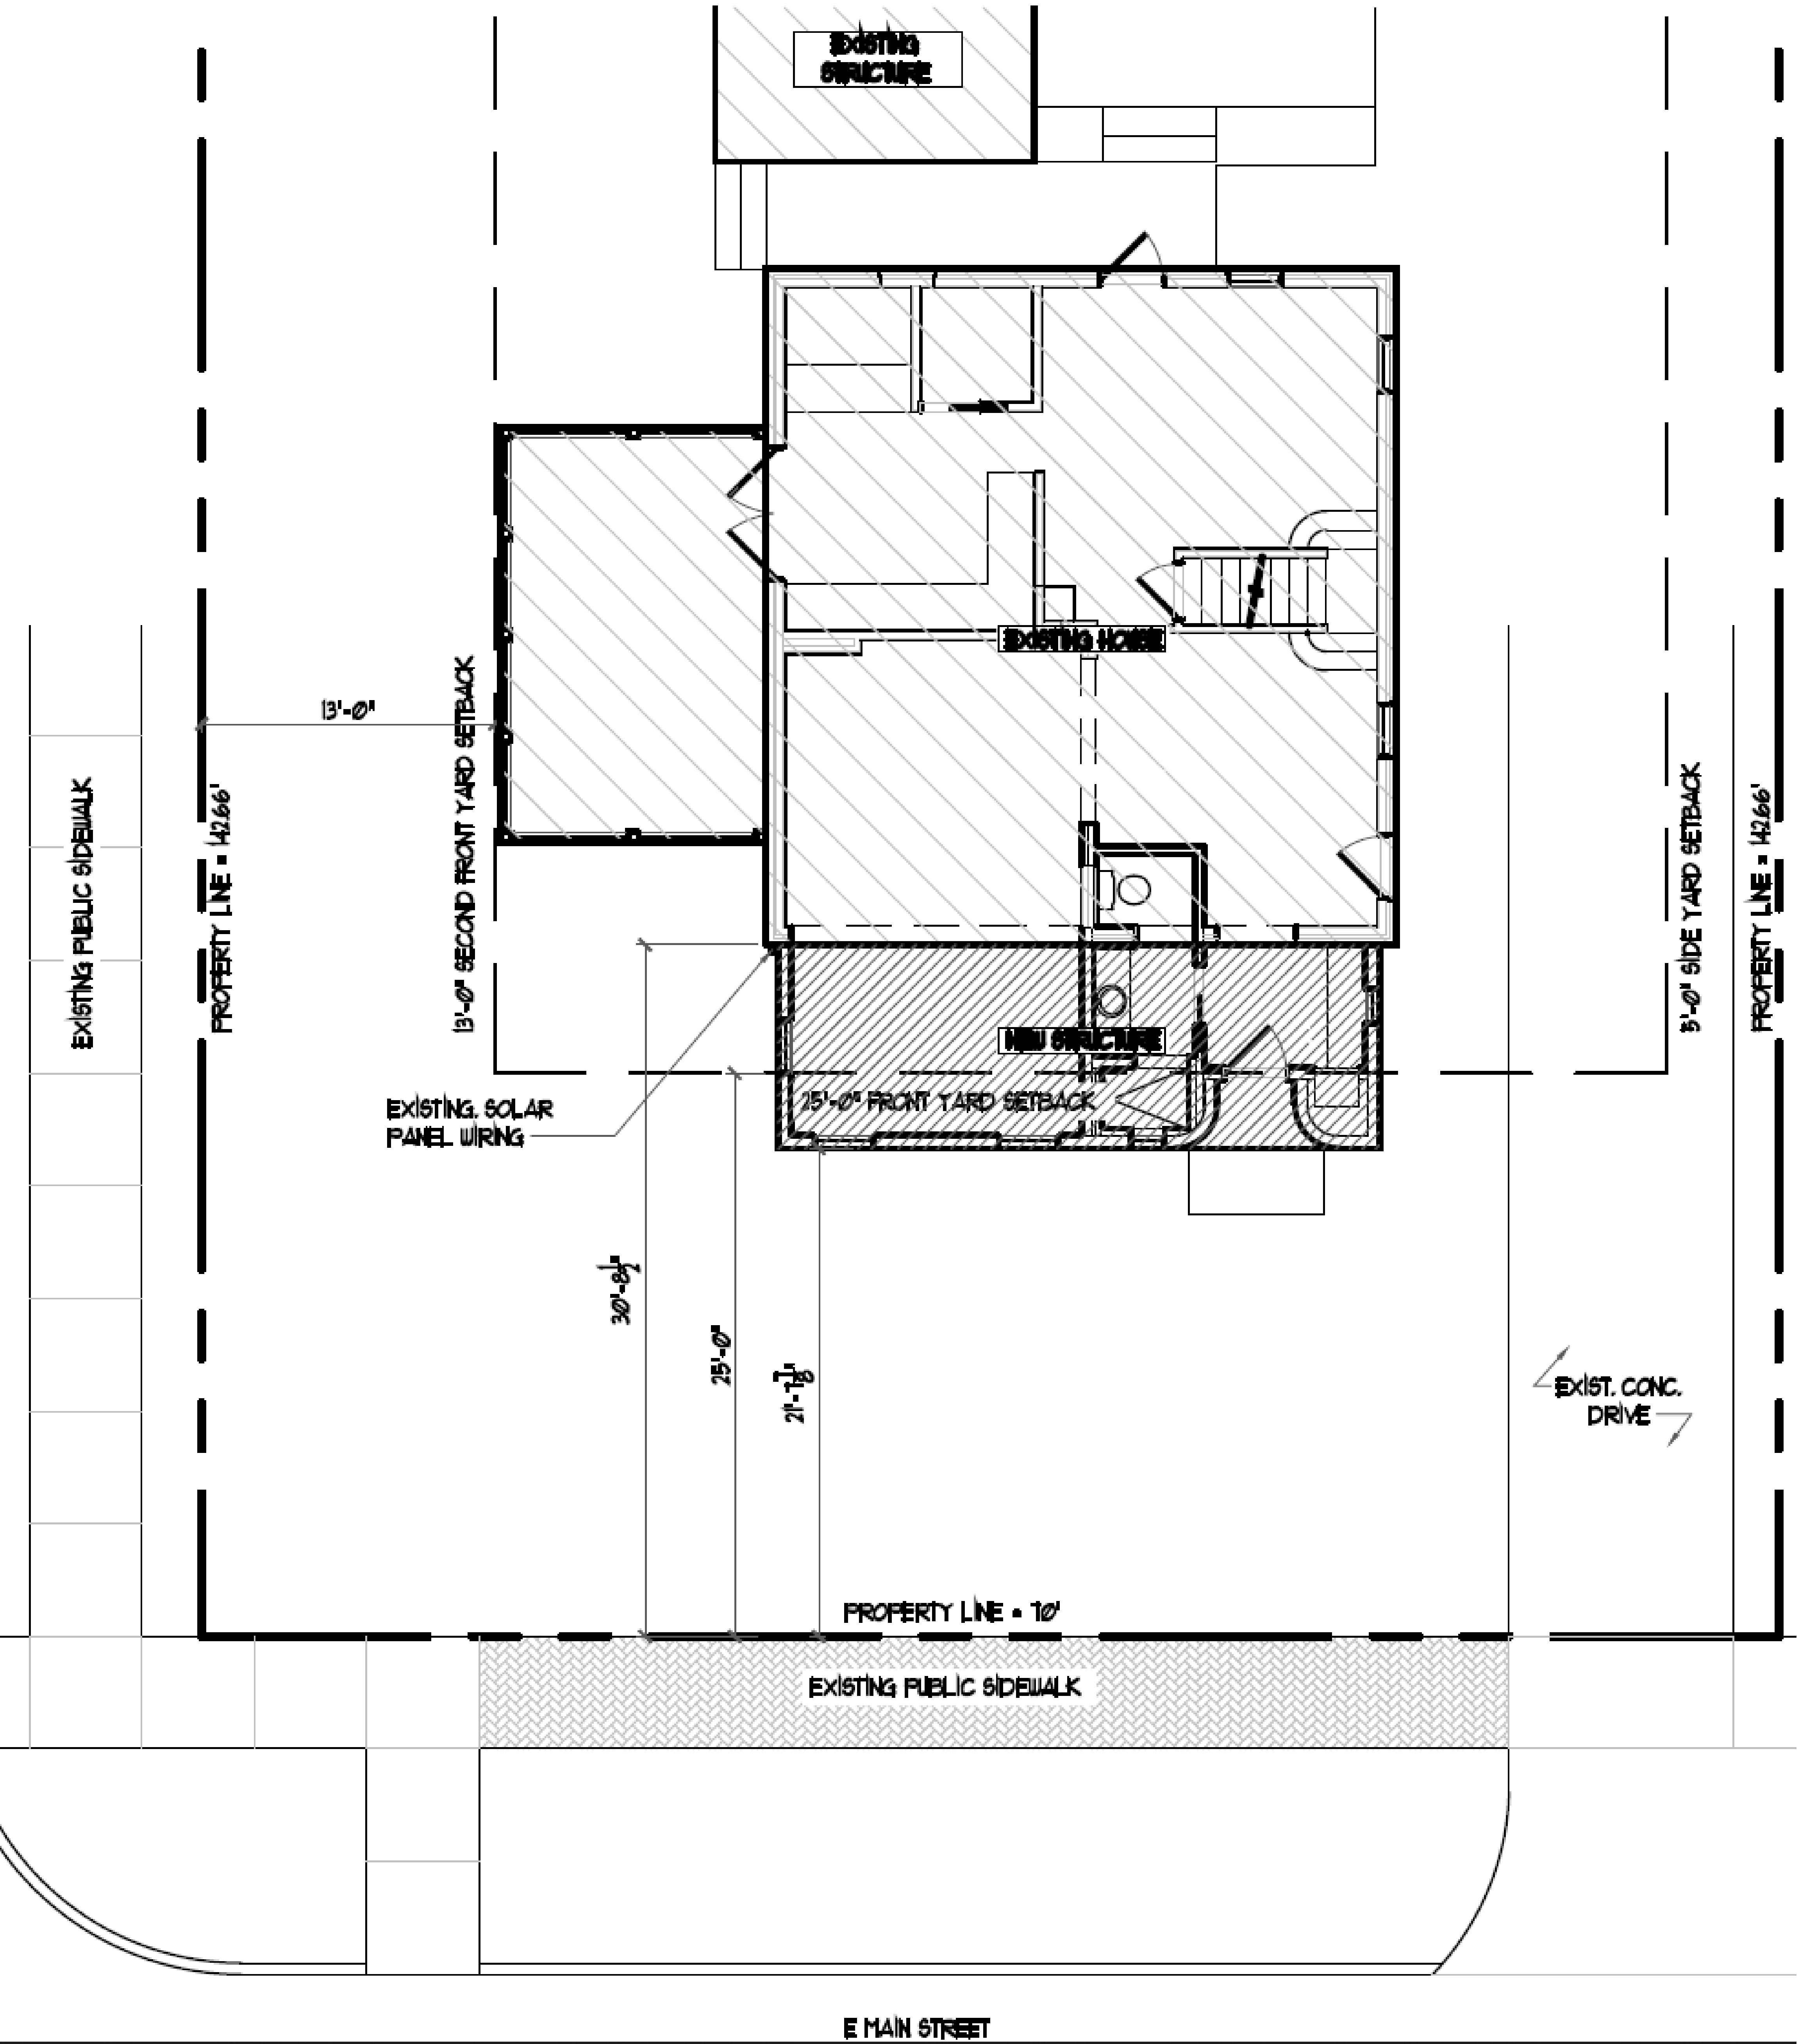 EXISTING
STRUCTURE
EXISTING HOUSE
13'-0"
13'-0" SECOND FRONT YARD SETBACK
EXISTING PUBLIC SIDEWALK
PROPERTY LINE = 142.66'
5'-0" SIDE YARD SETBACK
PROPERTY LINE = 142.66'
NEW STRUCTURE
25'-0" FRONT YARD SETBACK
EXISTING. SOLAR
PANEL WIRING
30'-8½"
25'-0"
EXIST. CONC.
DRIVE
PROPERTY LINE = 70'
EXISTING PUBLIC SIDEWALK
E MAIN STREET